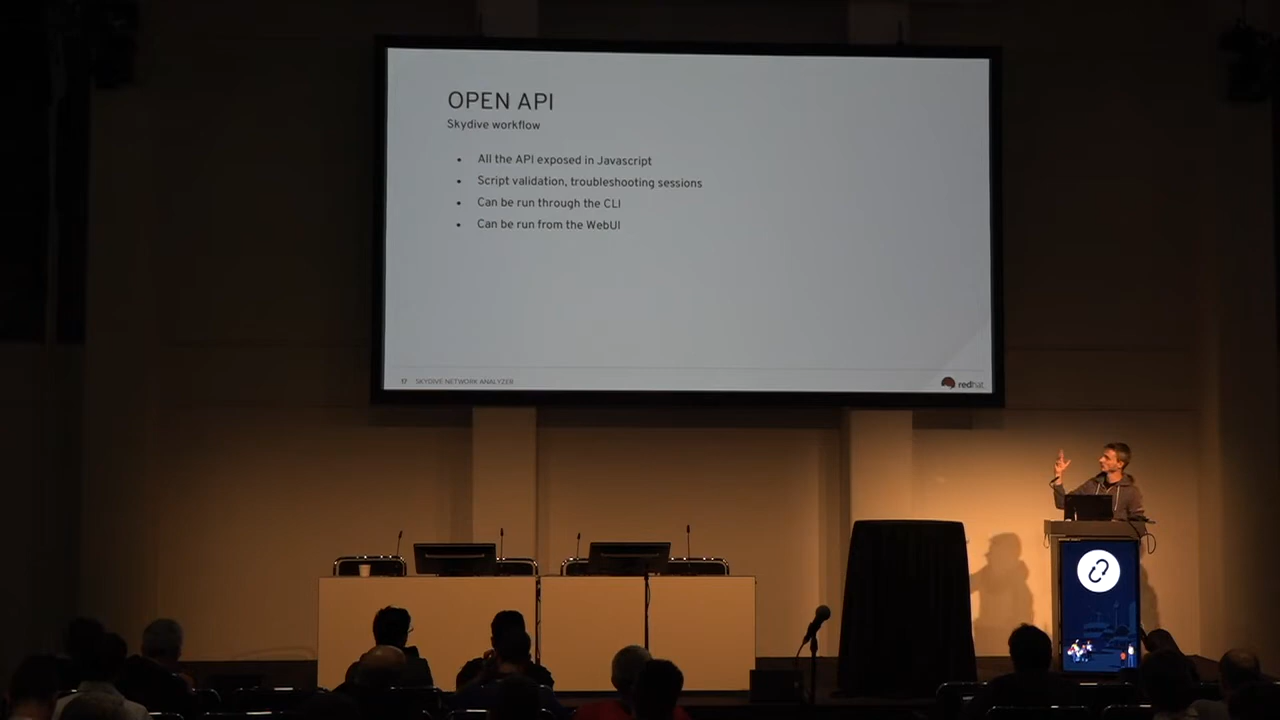 OPEN API
Skydive workflow
• All the API exposed in Javascript
• Script validation, troubleshooting sessions
• Can be run through the CLI
• Can be run from the WebUI
17 SKYDIVE NETWORK ANALYZER
redhat